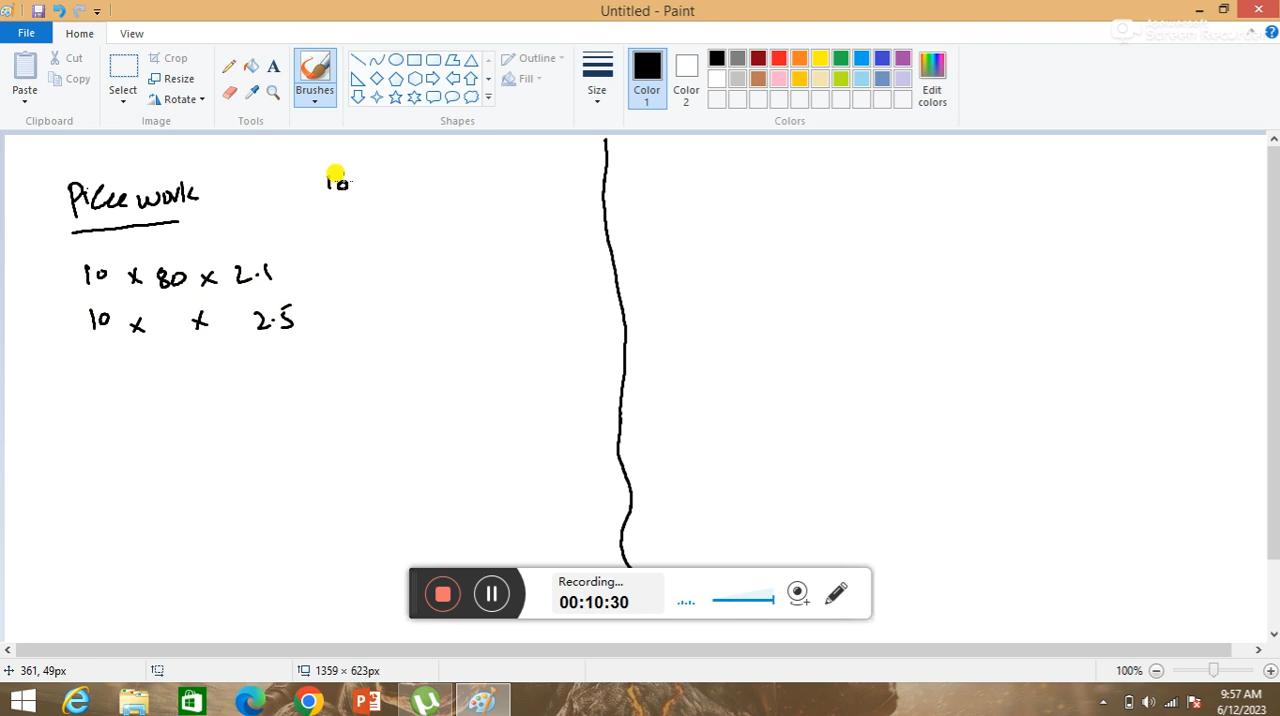 Untitled - Paint
File Home View
Paste
Cut
Copy
Clipboard
Select
Crop
Resize
Rotate
Image
Tools
Brushes
Shapes
Outline
Fill
Size
Color 1
Color 2
Edit colors
Colors
Piece work
10
10 x 80 x 2.1
10 x x 2.5
Recording...
00:10:30
361, 49px
1359 × 623px
100%
9:57 AM
6/12/2023